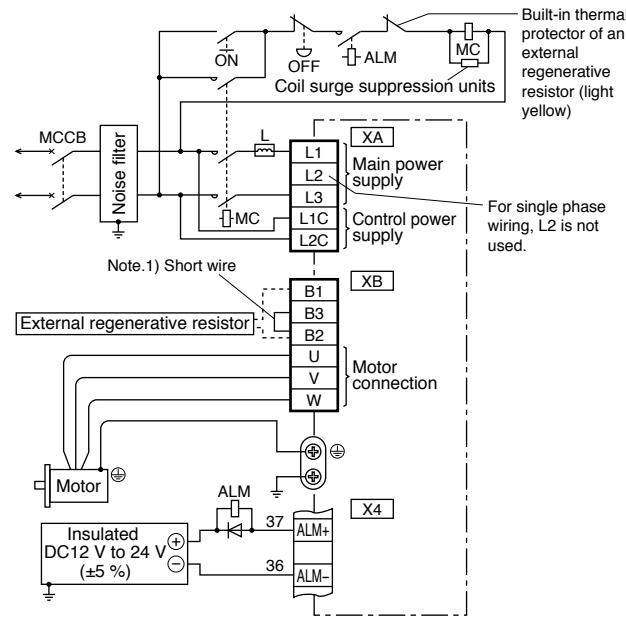 Built-in thermal
protector of an
external
regenerative
resistor (light
yellow)
ON
OFF
ALM
MC
Coil surge suppression units
MCCB
Noise filter
L
MC
XA
L1
L2
L3
L1C
L2C
Main power
supply
Control power
supply
For single phase
wiring, L2 is not
used.
Note.1) Short wire
XB
External regenerative resistor
B1
B3
B2
U
V
W
Motor
connection
Motor
ALM
X4
Insulated
DC12 V to 24 V
(±5 %)
+
−
37
ALM+
36
ALM−